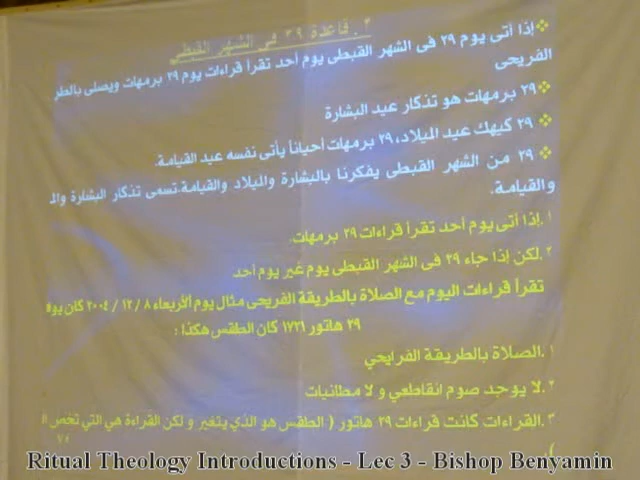 ٢. قاعدة ٢٩ فى الشهر القبطى
❖إذا أتى يوم ٢٩ فى الشهر القبطى يوم أحد تقرأ قراءات يوم ٢٩ برمهات ويصلى بالطر
الفريحى
❖٢٩ برمهات هو تذكار عيد البشارة
❖٢٩ كيهك عيد الميلاد، ٢٩ برمهات أحياناً يأتى نفسه عيد القيامة.
❖٢٩ من الشهر القبطى يفكرنا بالبشارة والميلاد والقيامة.تسمى تذكار البشارة والم
والقيامة.
١.إذا أتى يوم أحد تقرأ قراءات ٢٩ برمهات.
٢.لكن إذا جاء ٢٩ فى الشهر القبطى يوم غير يوم أحد
تقرأ قراءات اليوم مع الصلاة بالطريقة الفريحى مثال يوم الأربعاء ٨ / ١٢ / ٢٠٠٤ كان يوم
٢٩ هاتور ١٧٢١ كان الطقس هكذا :
١.الصلاة بالطريقة الفرايحي
٢.لا يوجد صوم انقاطعي و لا مطانيات
٣.القراءات كانت قراءات ٢٩ هاتور ( الطقس هو الذي يتغير و لكن القراءة هي التي تخص ال
Ritual Theology Introductions - Lec 3 - Bishop Benyamin